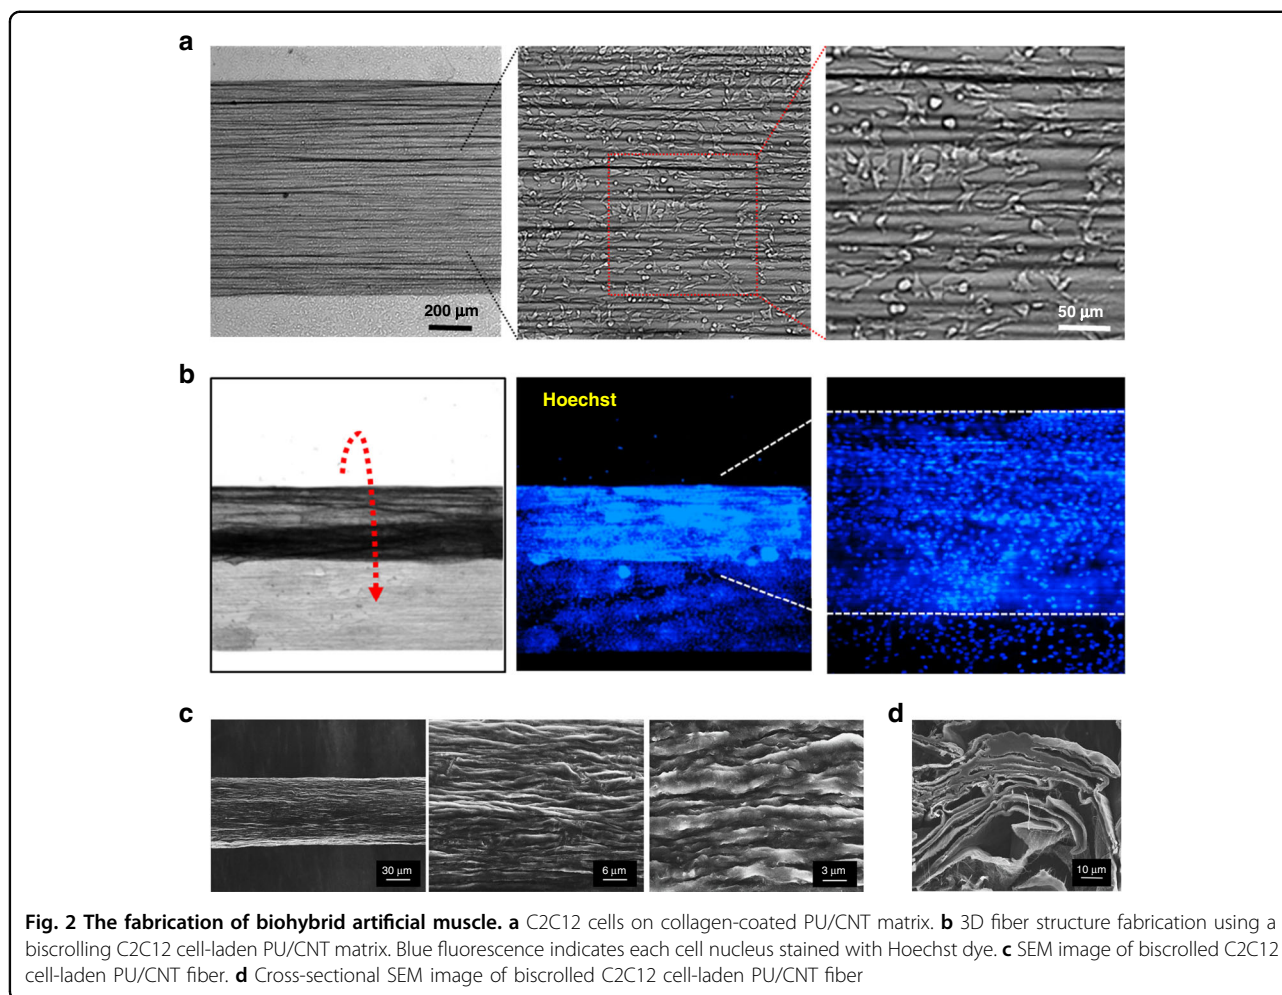 a
200 μm
50 μm
b
Hoechst
c
d
30 μm
6 μm
3 μm
10 μm
Fig. 2 The fabrication of biohybrid artificial muscle. a C2C12 cells on collagen-coated PU/CNT matrix. b 3D fiber structure fabrication using a
biscrolling C2C12 cell-laden PU/CNT matrix. Blue fluorescence indicates each cell nucleus stained with Hoechst dye. c SEM image of biscrolled C2C12
cell-laden PU/CNT fiber. d Cross-sectional SEM image of biscrolled C2C12 cell-laden PU/CNT fiber